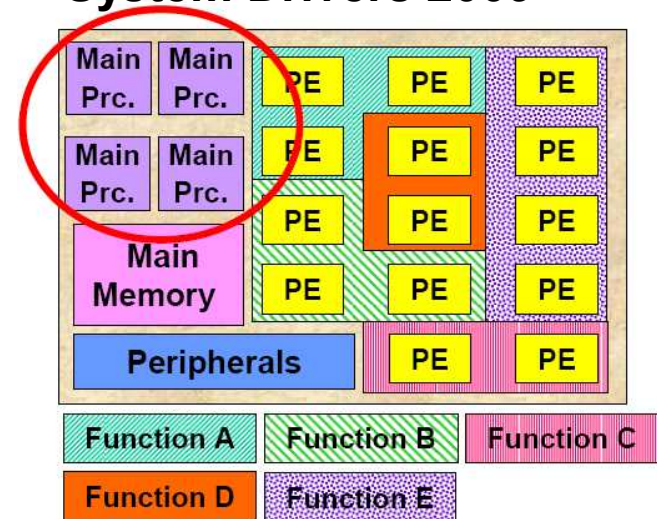 Main Main
Prc. Prc.
PE PE PE
Main Main
Prc. Prc.
PE PE PE
PE PE PE
Main
Memory
PE PE PE
Peripherals
PE PE
Function A Function B Function C
Function D Function E